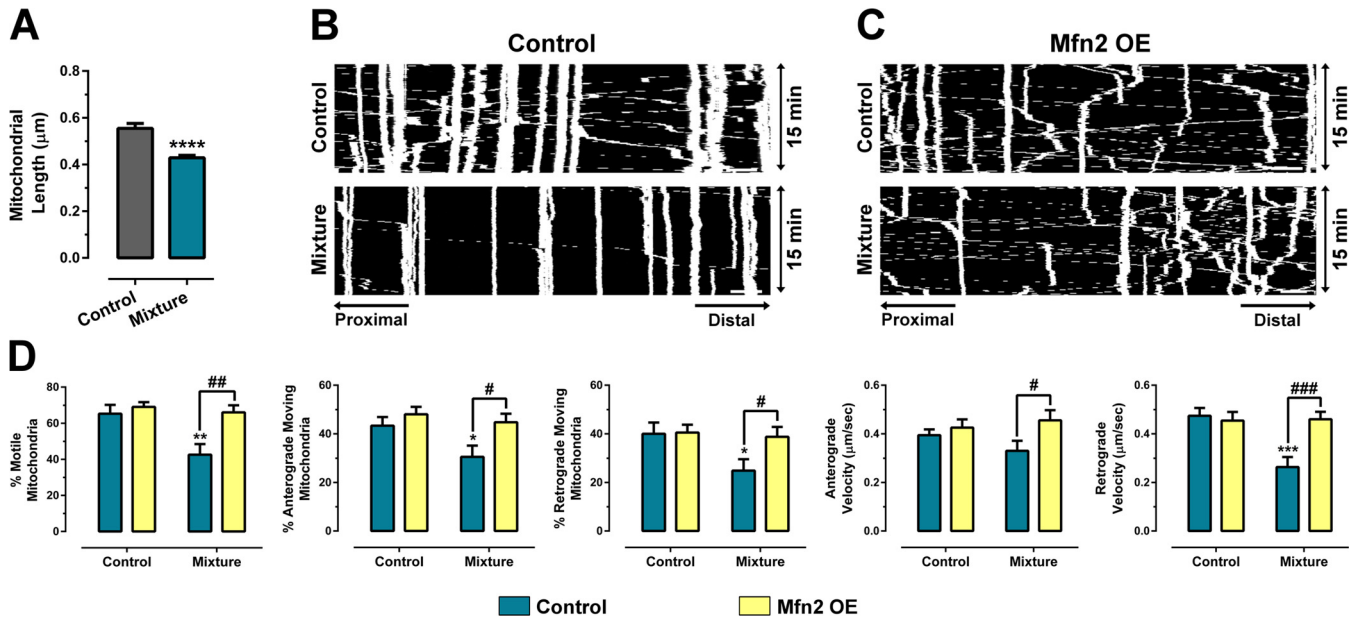 A
Mitochondrial
Length (μm)
0.8
0.6
0.4
0.2
0.0
****
Control
Mixture
B
Control
Control
15 min
Mixture
15 min
Proximal
Distal
C
Mfn2 OE
Control
15 min
Mixture
15 min
Proximal
Distal
D
% Motile
Mitochondria
80
60
40
20
0
**
##
Control
Mixture
% Anterograde Moving
Mitochondria
60
40
20
0
*
#
Control
Mixture
% Retrograde Moving
Mitochondria
60
40
20
0
*
#
Control
Mixture
Anterograde
Velocity (μm/sec)
0.6
0.4
0.2
0.0
#
Control
Mixture
Retrograde
Velocity (μm/sec)
0.6
0.4
0.2
0.0
***
###
Control
Mixture
Control
Mfn2 OE